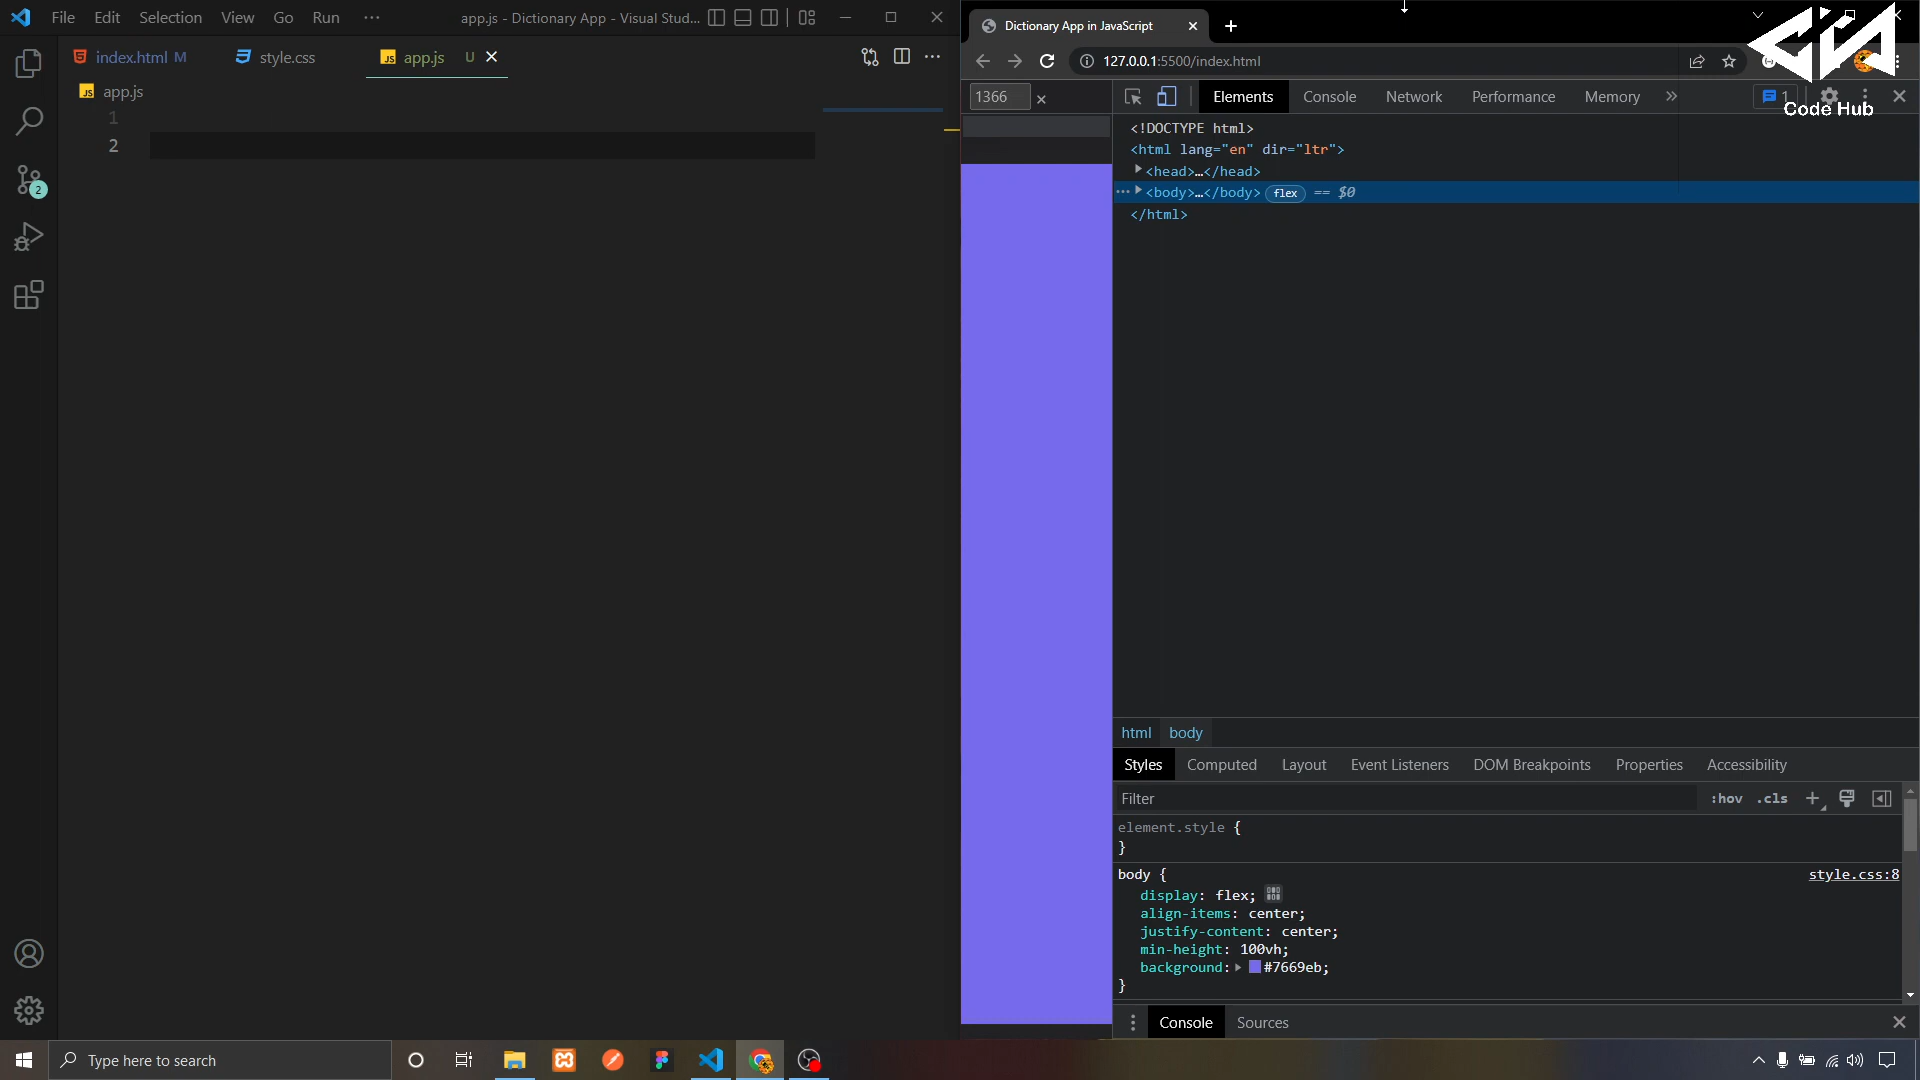 File Edit Selection View Go Run ··· app.js - Dictionary App - Visual Stud...
index.html M style.css app.js U
JS app.js
1
2
2
Dictionary App in JavaScript
127.0.0.1:5500/index.html
Code Hub
1366 × Elements Console Network Performance Memory » 1
<!DOCTYPE html>
<html lang="en" dir="ltr">
<head>…</head>
<body>…</body> flex == $0
</html>
html body
Styles Computed Layout Event Listeners DOM Breakpoints Properties Accessibility
Filter :hov .cls
element.style {
}
body { style.css:8
display: flex;
align-items: center;
justify-content: center;
min-height: 100vh;
background: #7669eb;
}
Console Sources
Type here to search